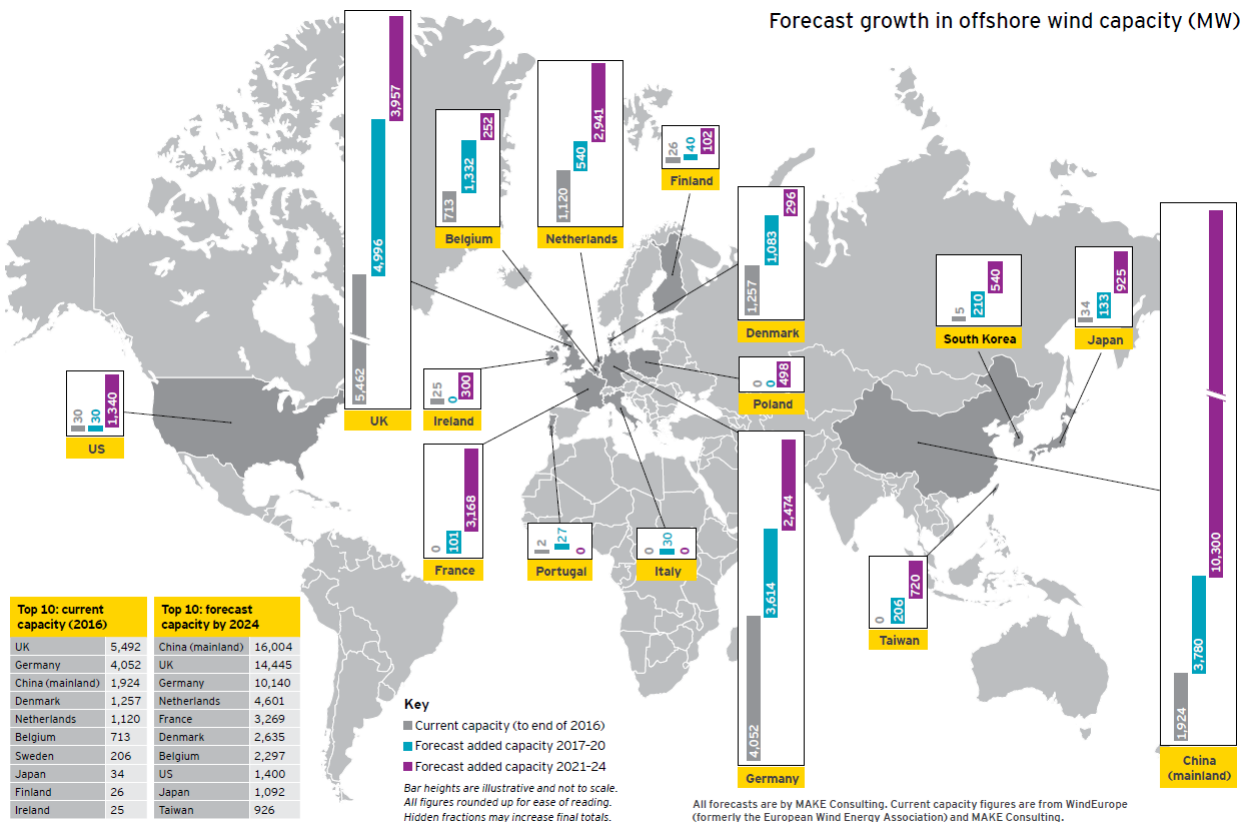 Forecast growth in offshore wind capacity (MW)
5,462
4,996
3,957
UK
713
1,332
252
Belgium
1,120
540
2,941
Netherlands
26
40
102
Finland
1,257
1,083
296
Denmark
5
210
540
South Korea
34
133
925
Japan
30
30
1,340
US
25
0
300
Ireland
0
0
498
Poland
0
101
3,168
France
2
27
0
Portugal
0
30
0
Italy
4,052
3,614
2,474
Germany
0
206
720
Taiwan
1,924
3,780
10,300
China
(mainland)
Top 10: current
capacity (2016)
UK 5,492
Germany 4,052
China (mainland) 1,924
Denmark 1,257
Netherlands 1,120
Belgium 713
Sweden 206
Japan 34
Finland 26
Ireland 25
Top 10: forecast
capacity by 2024
China (mainland) 16,004
UK 14,445
Germany 10,140
Netherlands 4,601
France 3,269
Denmark 2,635
Belgium 2,297
US 1,400
Japan 1,092
Taiwan 926
Key
Current capacity (to end of 2016)
Forecast added capacity 2017-20
Forecast added capacity 2021-24
Bar heights are illustrative and not to scale.
All figures rounded up for ease of reading.
Hidden fractions may increase final totals.
All forecasts are by MAKE Consulting. Current capacity figures are from WindEurope
(formerly the European Wind Energy Association) and MAKE Consulting.